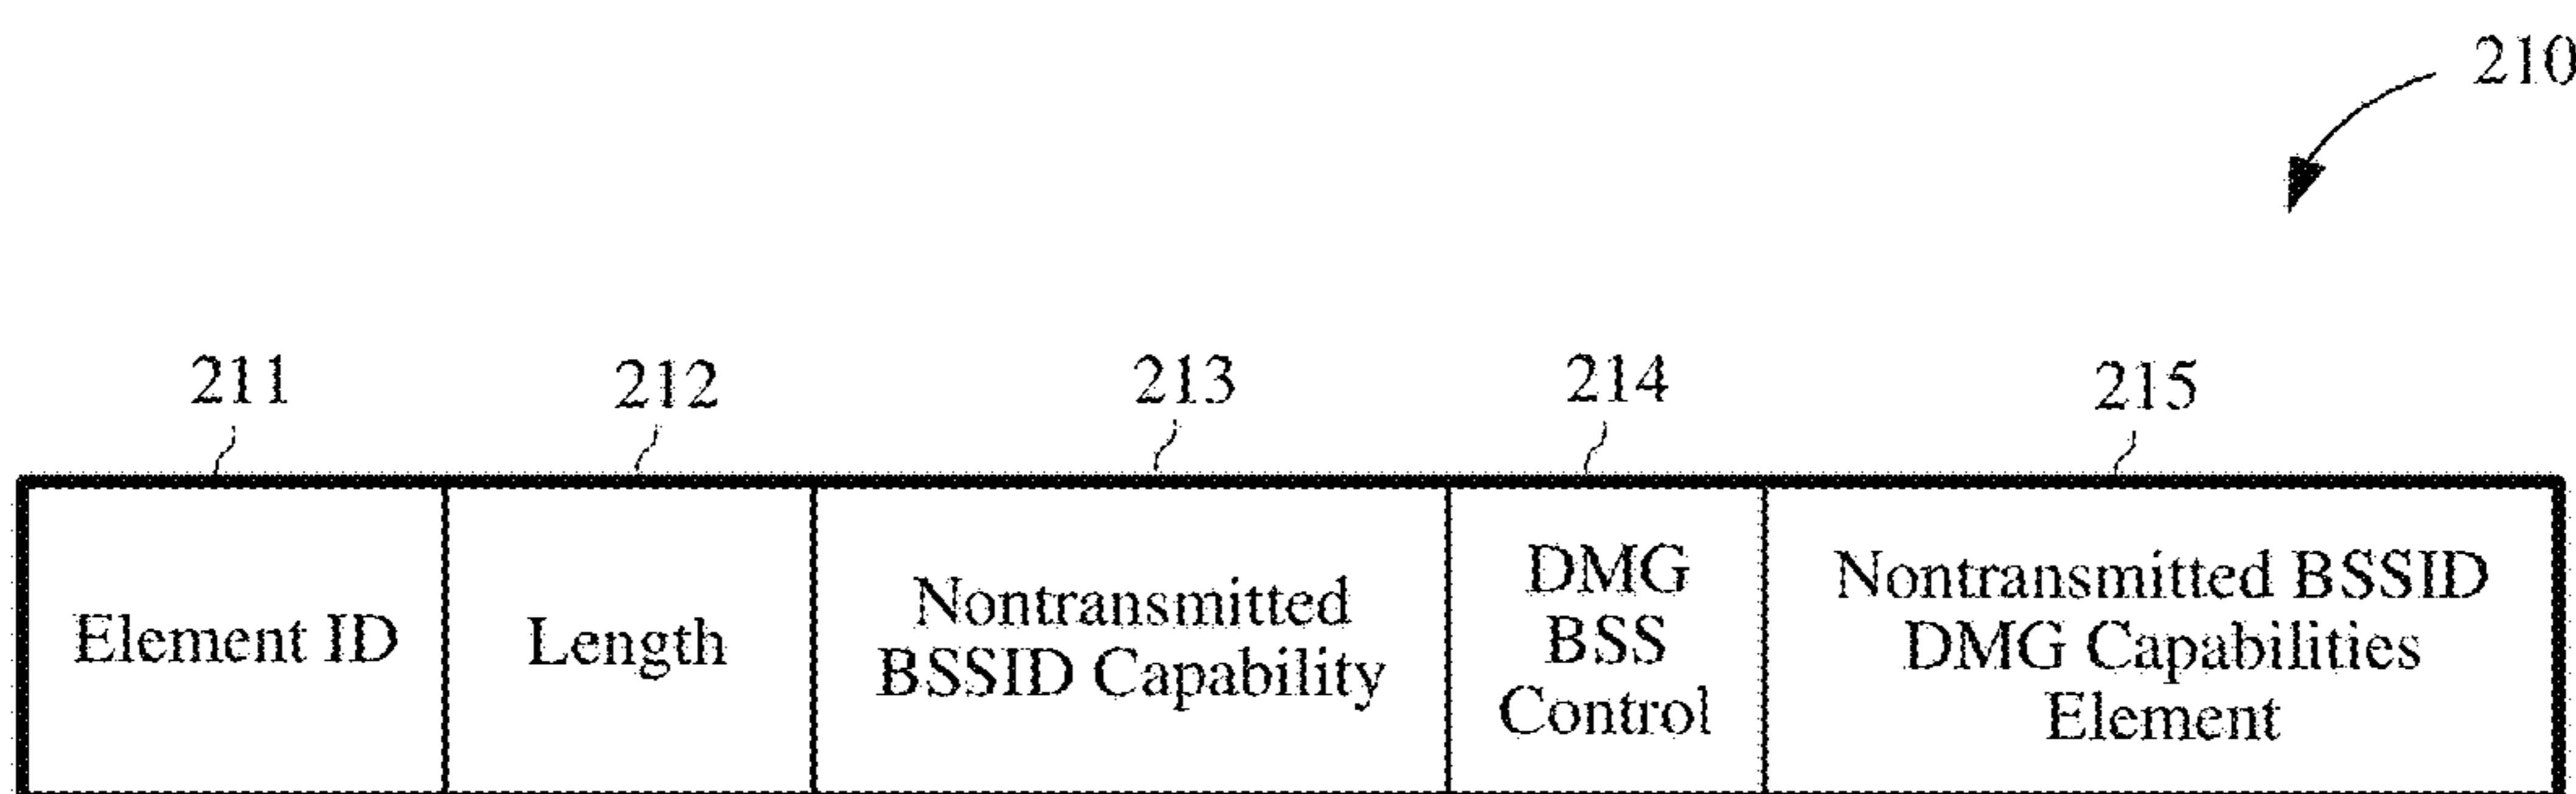 210
211
212
213
214
215
Element ID
Length
Nontransmitted
BSSID Capability
DMG
BSS
Control
Nontransmitted BSSID
DMG Capabilities
Element